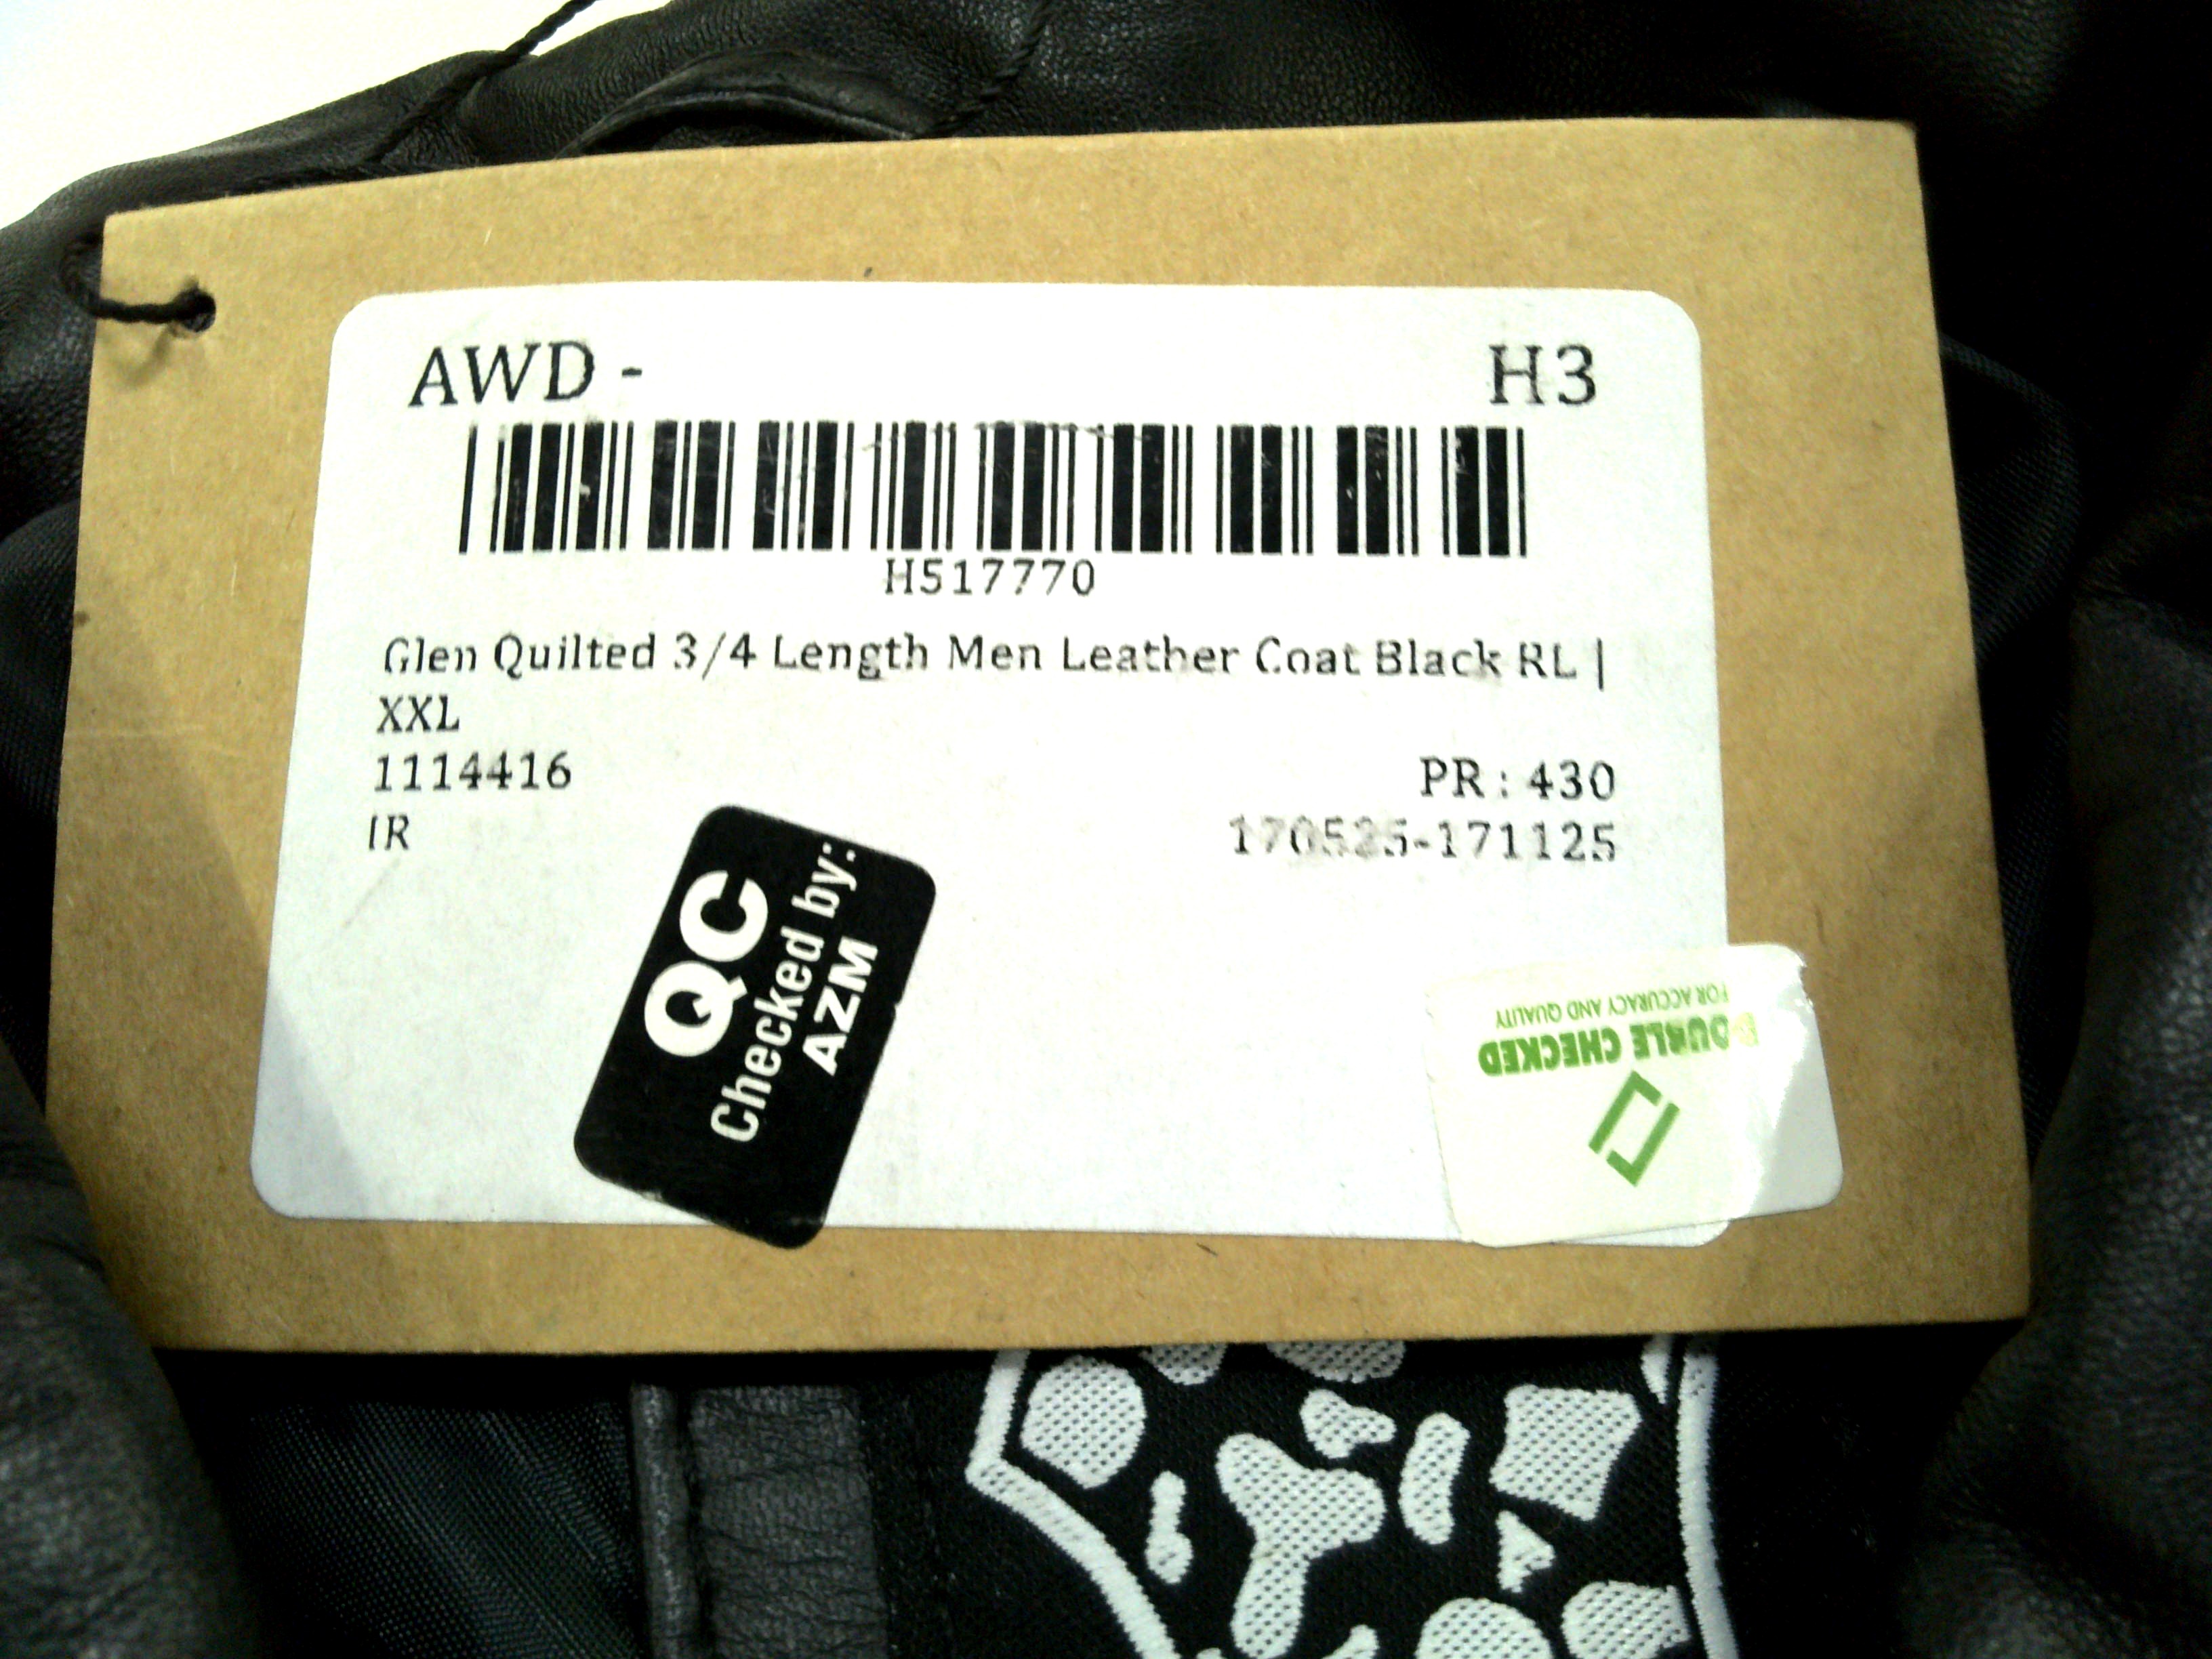 AWD - H3
H517770
Glen Quilted 3/4 Length Men Leather Coat Black RL |
XXL
1114416 PR : 430
IR 170525-171125
QC
Checked by:
AZM
DOUBLE CHECKED
FOR ACCURACY AND QUALITY